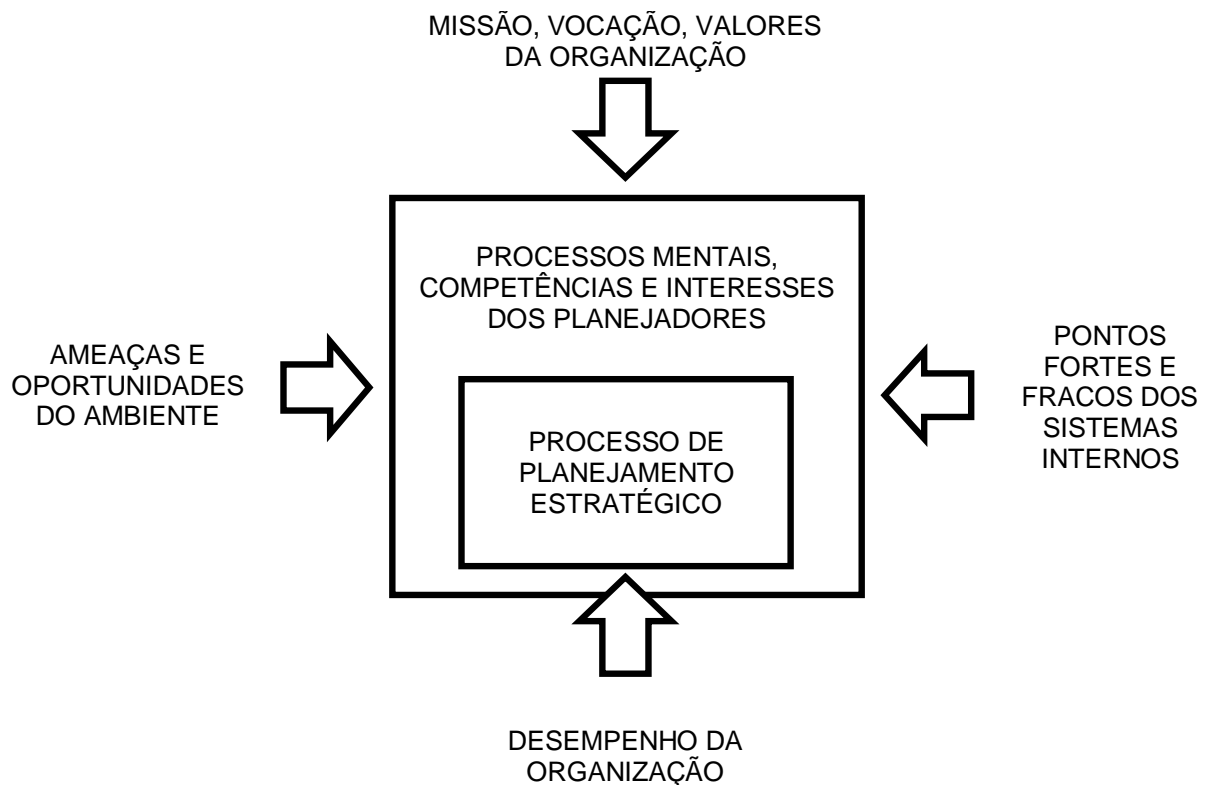 MISSÃO, VOCAÇÃO, VALORES
DA ORGANIZAÇÃO
PROCESSOS MENTAIS,
COMPETÊNCIAS E INTERESSES
DOS PLANEJADORES
AMEAÇAS E
OPORTUNIDADES
DO AMBIENTE
PROCESSO DE
PLANEJAMENTO
ESTRATÉGICO
PONTOS
FORTES E
FRACOS DOS
SISTEMAS
INTERNOS
DESEMPENHO DA
ORGANIZAÇÃO